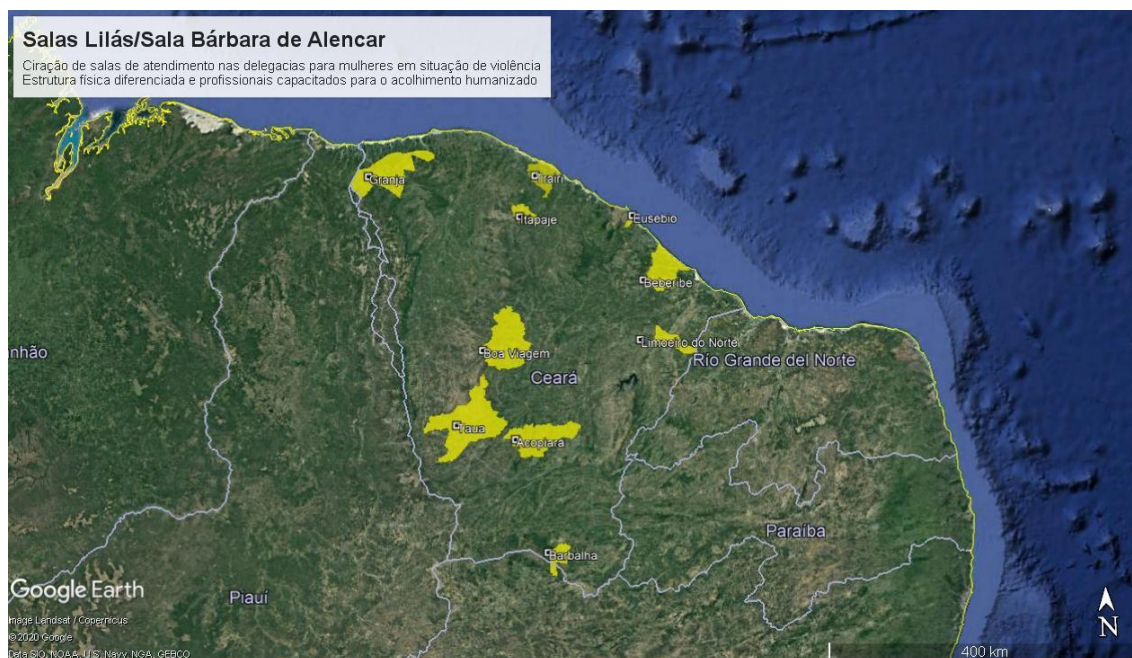 Salas Lilás/Sala Bárbara de Alencar
Ciração de salas de atendimento nas delegacias para mulheres em situação de violência
Estrutura física diferenciada e profissionais capacitados para o acolhimento humanizado
Granja
Trairi
Itapaje
Eusébio
Beberibe
nhão
Boa Viagem
Limoeiro do Norte
Río Grande del Norte
Ceará
Taua
Acopiara
Paraíba
Barbalha
Google Earth
Piauí
Image Landsat / Copernicus
© 2020 Google
Data SIO, NOAA, U.S. Navy, NGA, GEBCO
N
400 km